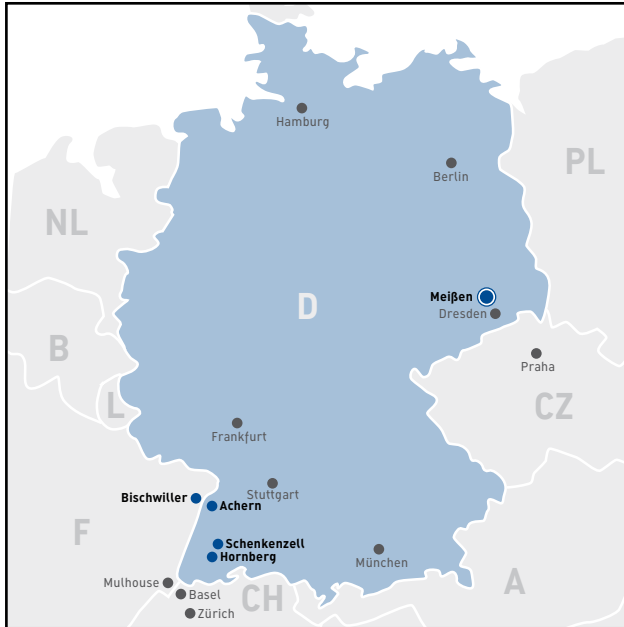 Hamburg
PL
Berlin
NL
Meißen
D
Dresden
B
Praha
L
CZ
Frankfurt
Stuttgart
Bischwiller
Achern
F
Schenkenzell
Hornberg
München
Mulhouse
A
Basel
CH
Zürich